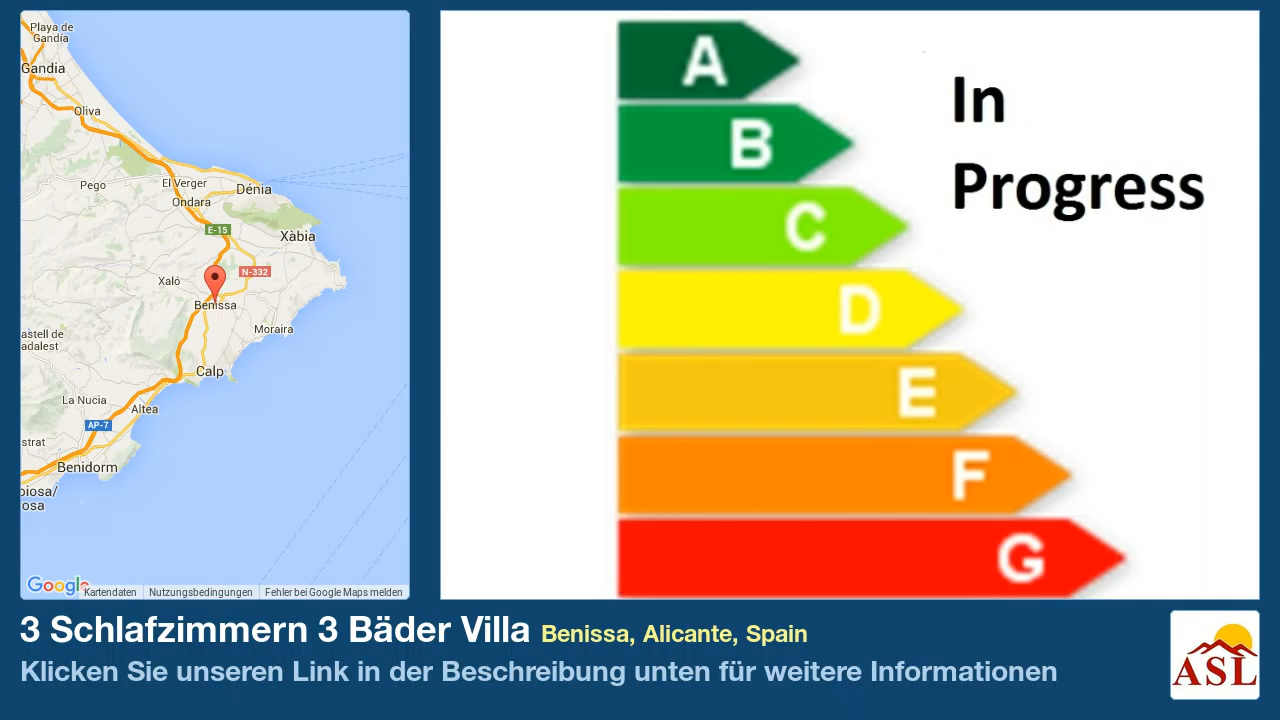 Playa de
Gandía
Gandia
Oliva
Pego
El Verger
Dénia
Ondara
E-15
Xàbia
N-332
Xaló
Benissa
Moraira
astell de
adalest
Calp
La Nucia
Altea
AP-7
strat
Benidorm
oiosa/
osa
Google
Kartendaten
Nutzungsbedingungen
Fehler bei Google Maps melden
A
B
C
D
E
F
G
In
Progress
3 Schlafzimmern 3 Bäder Villa Benissa, Alicante, Spain
Klicken Sie unseren Link in der Beschreibung unten für weitere Informationen
ASL